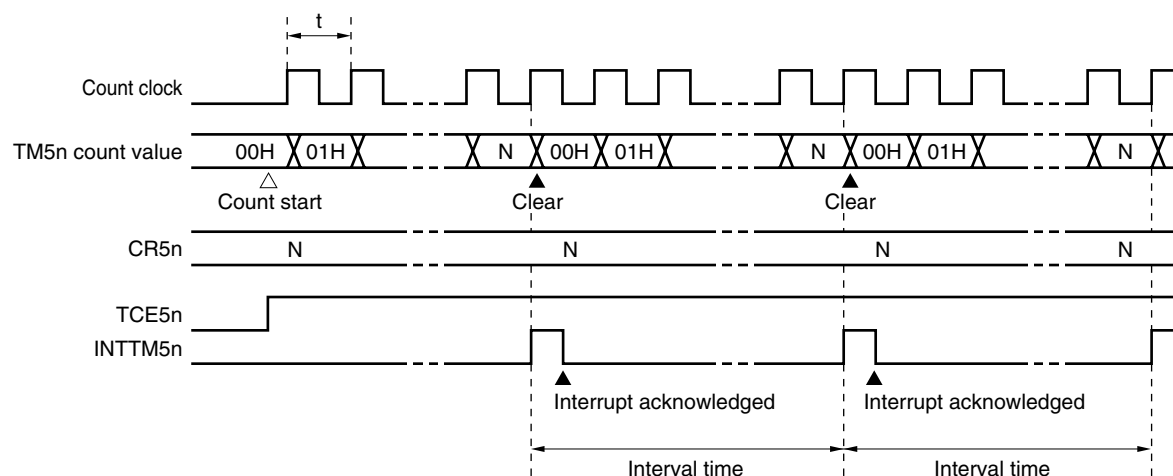 t
Count clock
TM5n count value 00H 01H N 00H 01H N 00H 01H N
Count start Clear Clear
CR5n N N N N
TCE5n
INTTM5n
Interrupt acknowledged Interrupt acknowledged
Interval time Interval time